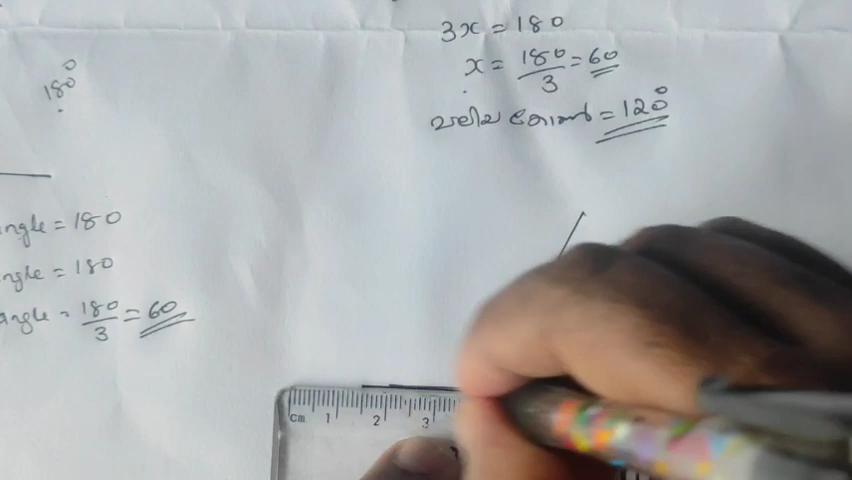 3x = 180
x = 180/3 = 60
വലിയ കോൺ = 120°
180°
ngle = 180
ngle = 180
angle = 180/3 = 60
cm 1 2 3